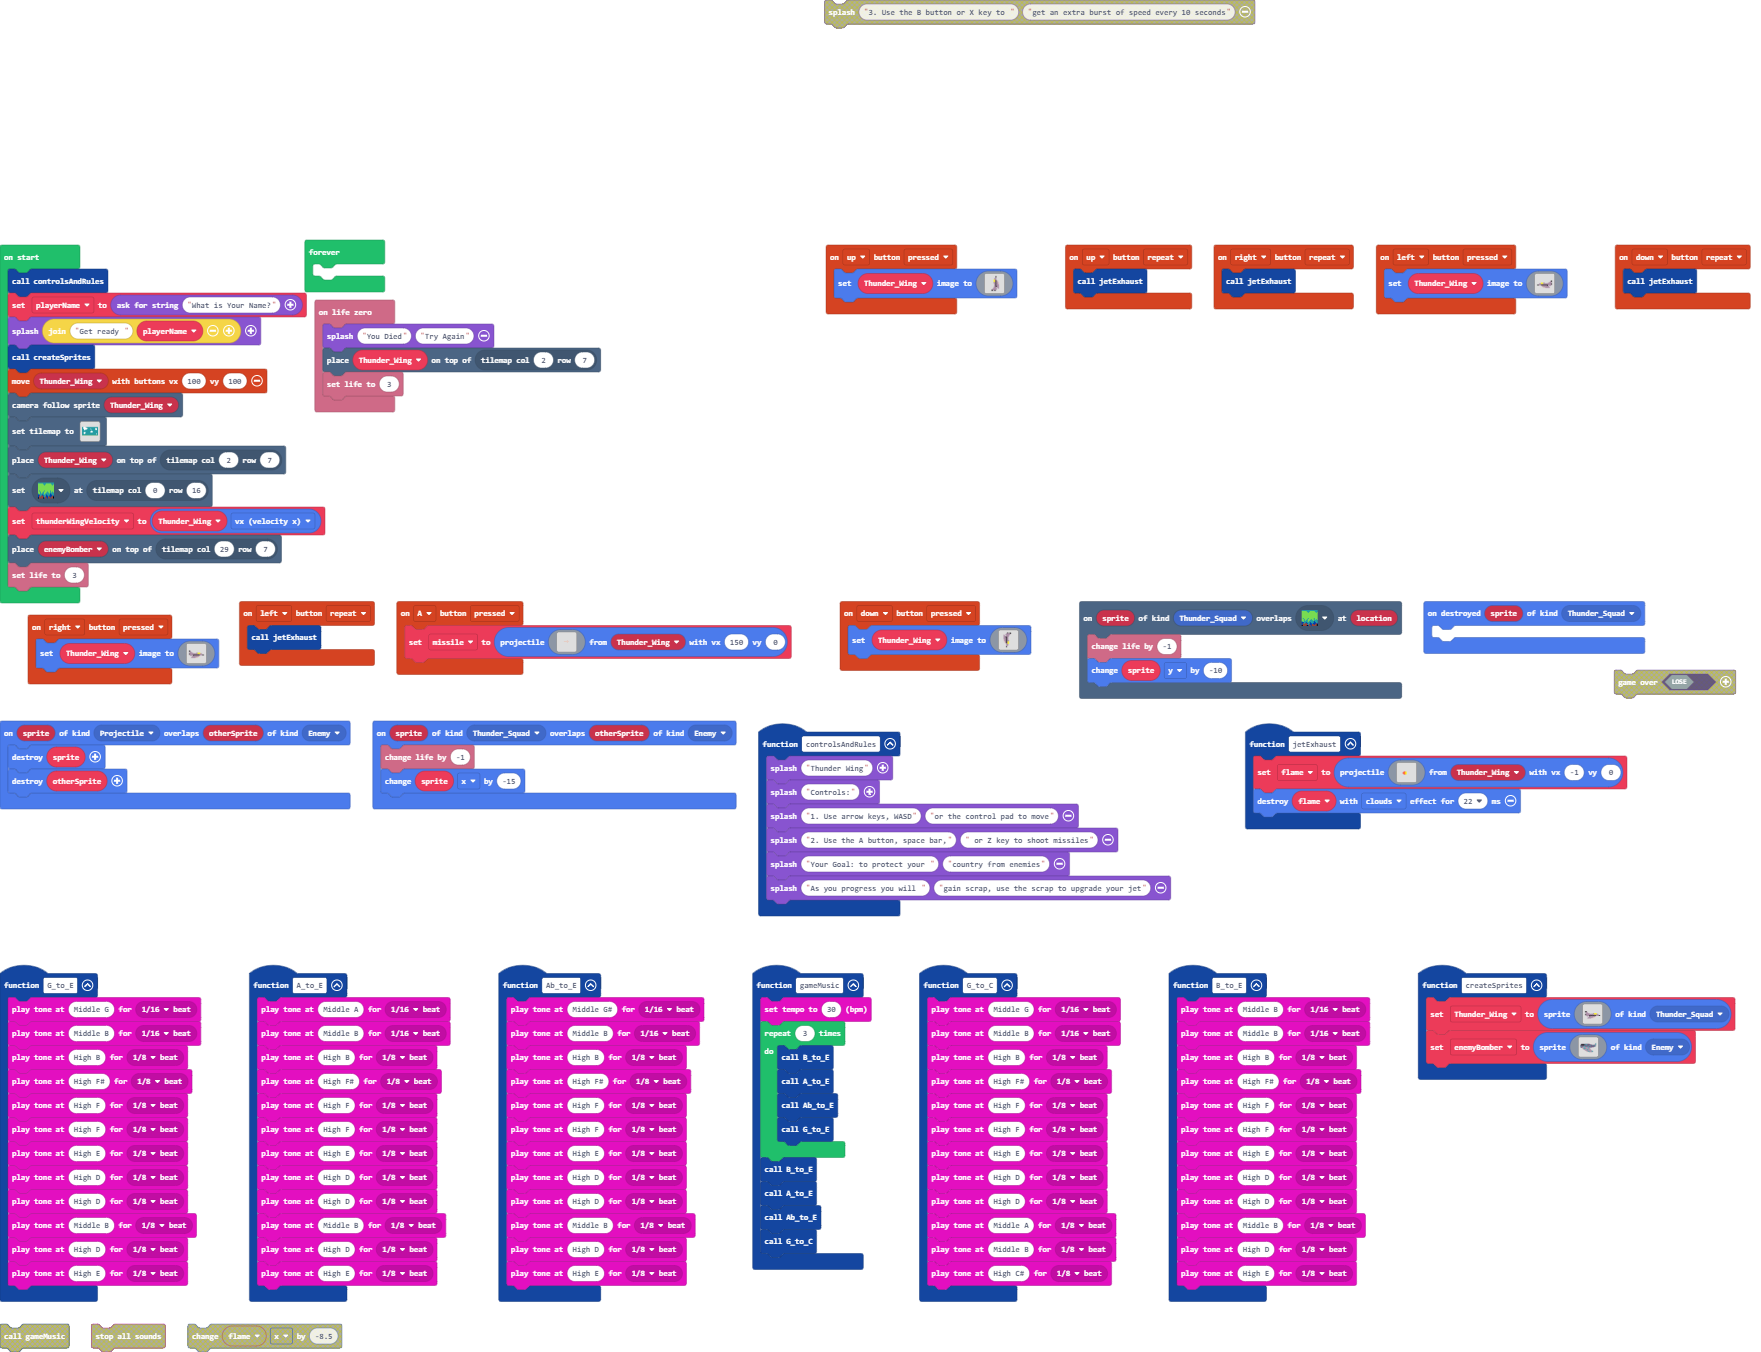 splash "3. Use the B button or X key to " "get an extra burst of speed every 10 seconds"
on start
call controlsAndRules
set playerName to ask for string "What is Your Name?"
splash join "Get ready " playerName
call createSprites
move Thunder_Wing with buttons vx 100 vy 100
camera follow sprite Thunder_Wing
set tilemap to
place Thunder_Wing on top of tilemap col 2 row 7
set at tilemap col 0 row 16
set thunderWingVelocity to Thunder_Wing vx (velocity x)
place enemyBomber on top of tilemap col 29 row 7
set life to 3
forever
on life zero
splash "You Died" "Try Again"
place Thunder_Wing on top of tilemap col 2 row 7
set life to 3
on up button pressed
set Thunder_Wing image to
on up button repeat
call jetExhaust
on right button repeat
call jetExhaust
on left button pressed
set Thunder_Wing image to
on down button repeat
call jetExhaust
on right button pressed
set Thunder_Wing image to
on left button repeat
call jetExhaust
on A button pressed
set missile to projectile from Thunder_Wing with vx 150 vy 0
on down button pressed
set Thunder_Wing image to
on sprite of kind Thunder_Squad overlaps at location
change life by -1
change sprite y by -10
on destroyed sprite of kind Thunder_Squad
game over LOSE
on sprite of kind Projectile overlaps otherSprite of kind Enemy
destroy sprite
destroy otherSprite
on sprite of kind Thunder_Squad overlaps otherSprite of kind Enemy
change life by -1
change sprite x by -15
function controlsAndRules
splash "Thunder Wing"
splash "Controls:"
splash "1. Use arrow keys, WASD" "or the control pad to move"
splash "2. Use the A button, space bar," " or Z key to shoot missiles"
splash "Your Goal: to protect your " "country from enemies"
splash "As you progress you will " "gain scrap, use the scrap to upgrade your jet"
function jetExhaust
set flame to projectile from Thunder_Wing with vx -1 vy 0
destroy flame with clouds effect for 22 ms
function G_to_E
play tone at Middle G for 1/16 beat
play tone at Middle B for 1/16 beat
play tone at High B for 1/8 beat
play tone at High F# for 1/8 beat
play tone at High F for 1/8 beat
play tone at High F for 1/8 beat
play tone at High E for 1/8 beat
play tone at High D for 1/8 beat
play tone at High D for 1/8 beat
play tone at Middle B for 1/8 beat
play tone at High D for 1/8 beat
play tone at High E for 1/8 beat
function A_to_E
play tone at Middle A for 1/16 beat
play tone at Middle B for 1/16 beat
play tone at High B for 1/8 beat
play tone at High F# for 1/8 beat
play tone at High F for 1/8 beat
play tone at High F for 1/8 beat
play tone at High E for 1/8 beat
play tone at High D for 1/8 beat
play tone at High D for 1/8 beat
play tone at Middle B for 1/8 beat
play tone at High D for 1/8 beat
play tone at High E for 1/8 beat
function Ab_to_E
play tone at Middle G# for 1/16 beat
play tone at Middle B for 1/16 beat
play tone at High B for 1/8 beat
play tone at High F# for 1/8 beat
play tone at High F for 1/8 beat
play tone at High F for 1/8 beat
play tone at High E for 1/8 beat
play tone at High D for 1/8 beat
play tone at High D for 1/8 beat
play tone at Middle B for 1/8 beat
play tone at High D for 1/8 beat
play tone at High E for 1/8 beat
function gameMusic
set tempo to 30 (bpm)
repeat 3 times
do
call B_to_E
call A_to_E
call Ab_to_E
call G_to_E
call B_to_E
call A_to_E
call Ab_to_E
call G_to_C
function G_to_C
play tone at Middle G for 1/16 beat
play tone at Middle B for 1/16 beat
play tone at High B for 1/8 beat
play tone at High F# for 1/8 beat
play tone at High F for 1/8 beat
play tone at High F for 1/8 beat
play tone at High E for 1/8 beat
play tone at High D for 1/8 beat
play tone at High D for 1/8 beat
play tone at Middle A for 1/8 beat
play tone at Middle B for 1/8 beat
play tone at High C# for 1/8 beat
function B_to_E
play tone at Middle B for 1/16 beat
play tone at Middle B for 1/16 beat
play tone at High B for 1/8 beat
play tone at High F# for 1/8 beat
play tone at High F for 1/8 beat
play tone at High F for 1/8 beat
play tone at High E for 1/8 beat
play tone at High D for 1/8 beat
play tone at High D for 1/8 beat
play tone at Middle B for 1/8 beat
play tone at High D for 1/8 beat
play tone at High E for 1/8 beat
function createSprites
set Thunder_Wing to sprite of kind Thunder_Squad
set enemyBomber to sprite of kind Enemy
call gameMusic
stop all sounds
change flame x by -8.5